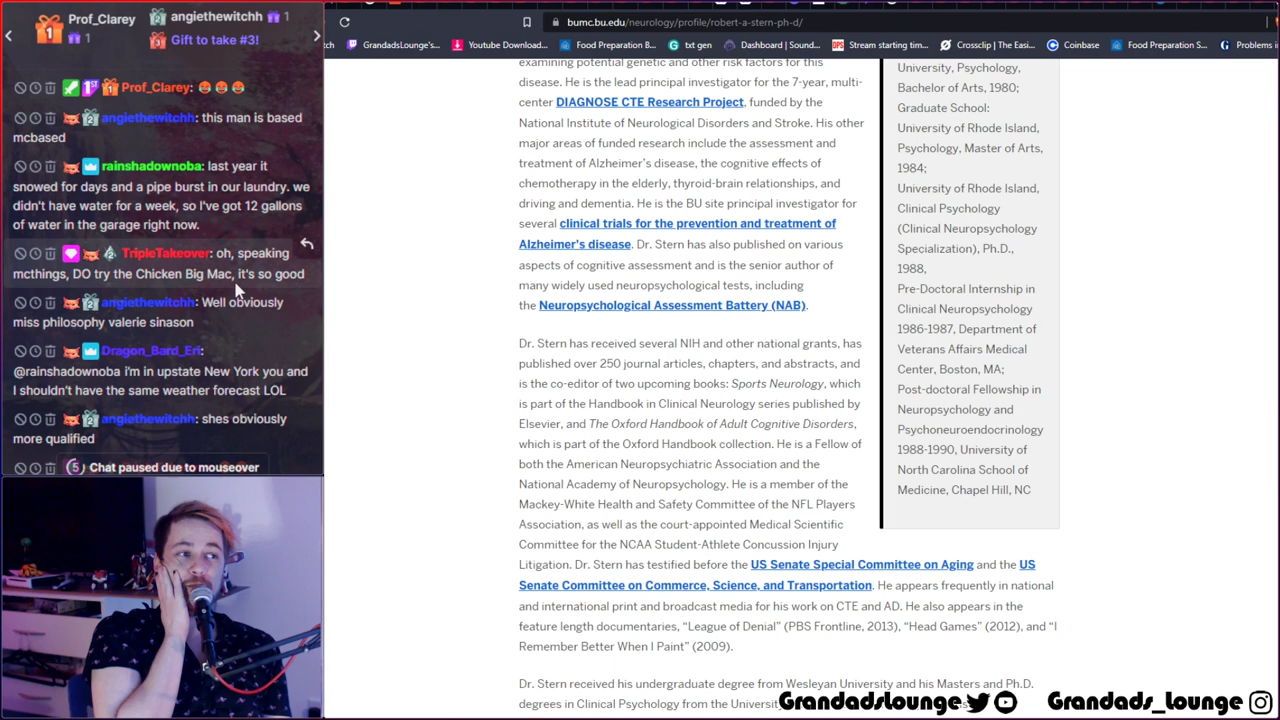 Prof_Clarey
1
1
angiethewitchh 1
Gift to take #3!
Prof_Clarey:
angiethewitchh: this man is based
mcbased
rainshadownoba: last year it
snowed for days and a pipe burst in our laundry. we
didn't have water for a week, so I've got 12 gallons
of water in the garage right now.
TripleTakeover: oh, speaking
mcthings, DO try the Chicken Big Mac, it's so good
angiethewitchh: Well obviously
miss philosophy valerie sinason
Dragon_Bard_Eri:
@rainshadownoba i'm in upstate New York you and
I shouldn't have the same weather forecast LOL
angiethewitchh: shes obviously
more qualified
5 Chat paused due to mouseover
bumc.bu.edu/neurology/profile/robert-a-stern-ph-d/
GrandadsLounge's...
Youtube Download...
Food Preparation B...
txt gen
Dashboard | Soun...
Stream starting tim...
Crossclip | The Easi...
Coinbase
Food Preparation S...
Problems i
examining potential genetic and other risk factors for this
disease. He is the lead principal investigator for the 7-year, multi-
center DIAGNOSE CTE Research Project, funded by the
National Institute of Neurological Disorders and Stroke. His other
major areas of funded research include the assessment and
treatment of Alzheimer's disease, the cognitive effects of
chemotherapy in the elderly, thyroid-brain relationships, and
driving and dementia. He is the BU site principal investigator for
several clinical trials for the prevention and treatment of
Alzheimer's disease. Dr. Stern has also published on various
aspects of cognitive assessment and is the senior author of
many widely used neuropsychological tests, including
the Neuropsychological Assessment Battery (NAB).
Dr. Stern has received several NIH and other national grants, has
published over 250 journal articles, chapters, and abstracts, and
is the co-editor of two upcoming books: Sports Neurology, which
is part of the Handbook in Clinical Neurology series published by
Elsevier, and The Oxford Handbook of Adult Cognitive Disorders,
which is part of the Oxford Handbook collection. He is a Fellow of
both the American Neuropsychiatric Association and the
National Academy of Neuropsychology. He is a member of the
Mackey-White Health and Safety Committee of the NFL Players
Association, as well as the court-appointed Medical Scientific
Committee for the NCAA Student-Athlete Concussion Injury
Litigation. Dr. Stern has testified before the US Senate Special Committee on Aging and the US
Senate Committee on Commerce, Science, and Transportation. He appears frequently in national
and international print and broadcast media for his work on CTE and AD. He also appears in the
feature length documentaries, "League of Denial" (PBS Frontline, 2013), "Head Games" (2012), and "I
Remember Better When I Paint" (2009).
Dr. Stern received his undergraduate degree from Wesleyan University and his Masters and Ph.D.
degrees in Clinical Psychology from the
University, Psychology,
Bachelor of Arts, 1980;
Graduate School:
University of Rhode Island,
Psychology, Master of Arts,
1984;
University of Rhode Island,
Clinical Psychology
(Clinical Neuropsychology
Specialization), Ph.D.,
1988,
Pre-Doctoral Internship in
Clinical Neuropsychology
1986-1987, Department of
Veterans Affairs Medical
Center, Boston, MA;
Post-doctoral Fellowship in
Neuropsychology and
Psychoneuroendocrinology
1988-1990, University of
North Carolina School of
Medicine, Chapel Hill, NC
GrandadsLounge
Grandads_lounge